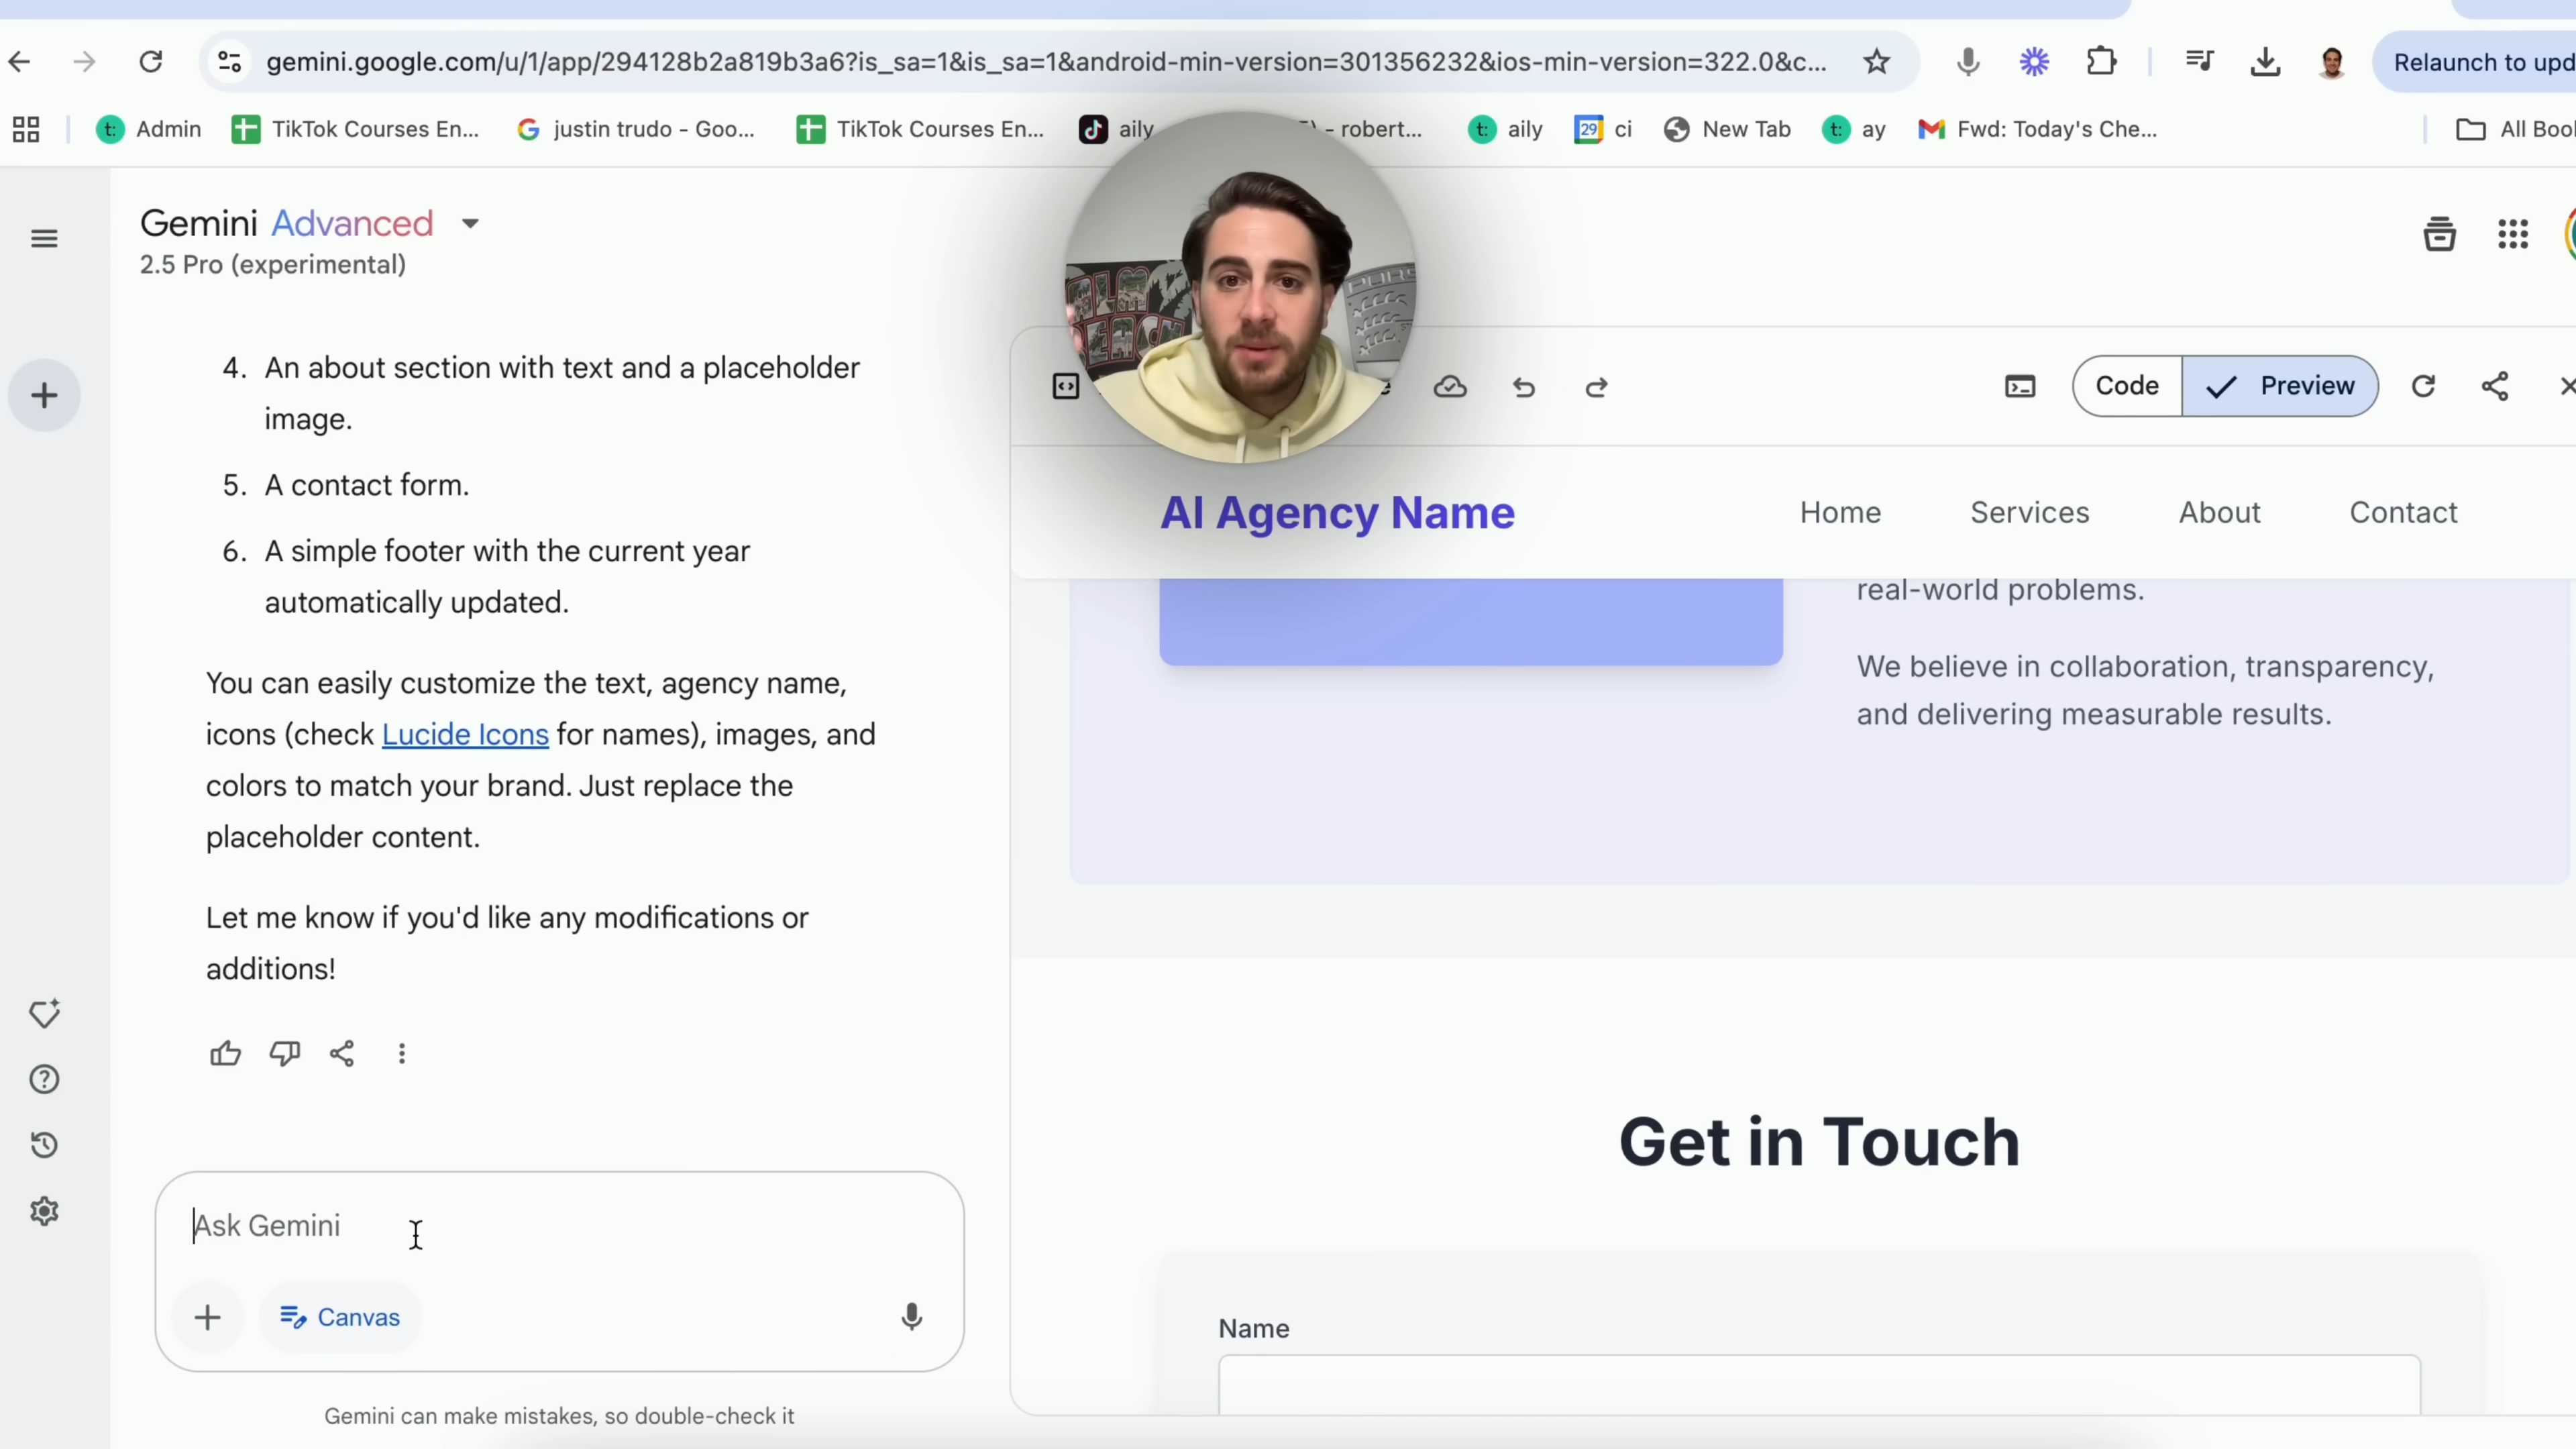 gemini.google.com/u/1/app/294128b2a819b3a6?is_sa=1&is_sa=1&android-min-version=301356232&ios-min-version=322.0&c...
Relaunch to upd
Admin
TikTok Courses En...
justin trudo - Goo...
TikTok Courses En...
aily
- robert...
aily
29
ci
New Tab
ay
Fwd: Today's Che...
All Boo
Gemini Advanced
2.5 Pro (experimental)
4. An about section with text and a placeholder
image.
5. A contact form.
6. A simple footer with the current year
automatically updated.
You can easily customize the text, agency name,
icons (check Lucide Icons for names), images, and
colors to match your brand. Just replace the
placeholder content.
Let me know if you'd like any modifications or
additions!
Ask Gemini
Canvas
Gemini can make mistakes, so double-check it
Code
Preview
AI Agency Name
Home
Services
About
Contact
real-world problems.
We believe in collaboration, transparency,
and delivering measurable results.
Get in Touch
Name